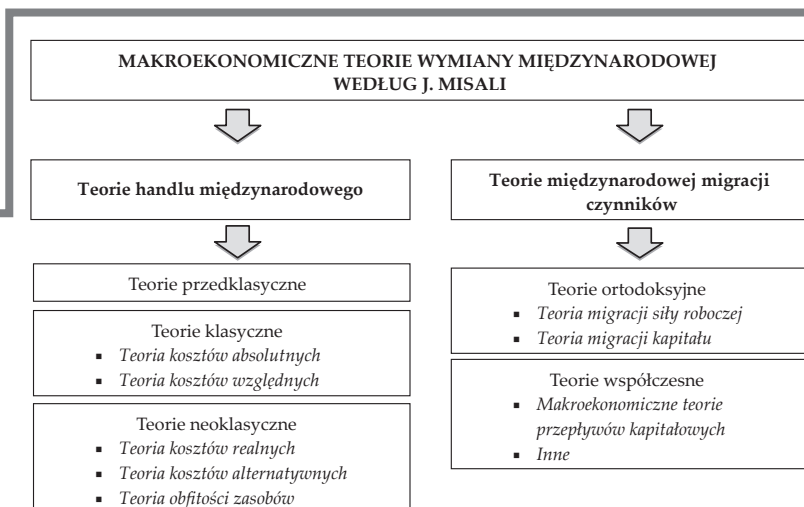 MAKROEKONOMICZNE TEORIE WYMIANY MIĘDZYNARODOWEJ
WEDŁUG J. MISALI
Teorie handlu międzynarodowego
Teorie przedklasyczne
Teorie klasyczne
▪ Teoria kosztów absolutnych
▪ Teoria kosztów względnych
Teorie neoklasyczne
▪ Teoria kosztów realnych
▪ Teoria kosztów alternatywnych
▪ Teoria obfitości zasobów
Teorie międzynarodowej migracji
czynników
Teorie ortodoksyjne
▪ Teoria migracji siły roboczej
▪ Teoria migracji kapitału
Teorie współczesne
▪ Makroekonomiczne teorie
przepływów kapitałowych
▪ Inne